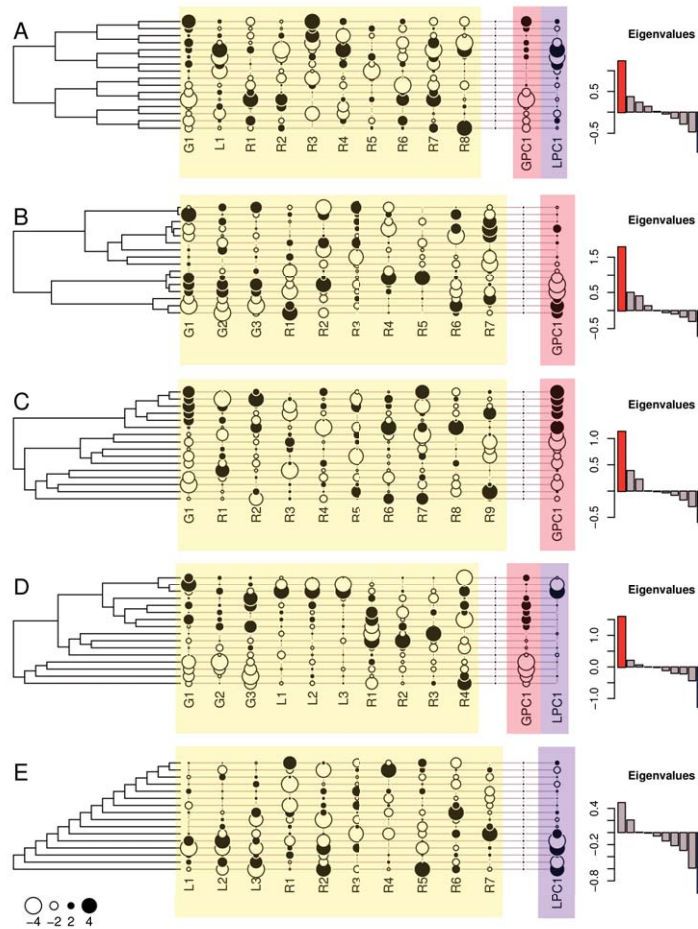 A
G1 L1 R1 R2 R3 R4 R5 R6 R7 R8 GPC1 LPC1
Eigenvalues
0.5
-0.5
B
G1 G2 G3 R1 R2 R3 R4 R5 R6 R7 GPC1
Eigenvalues
1.5
0.5
-0.5
C
G1 R1 R2 R3 R4 R5 R6 R7 R8 R9 GPC1
Eigenvalues
1.0
0.5
-0.5
D
G1 G2 G3 L1 L2 L3 R1 R2 R3 R4 GPC1 LPC1
Eigenvalues
1.0
0.0
-1.0
E
L1 L2 L3 R1 R2 R3 R4 R5 R6 R7 LPC1
Eigenvalues
0.4
-0.2
-0.8
-4 -2 2 4